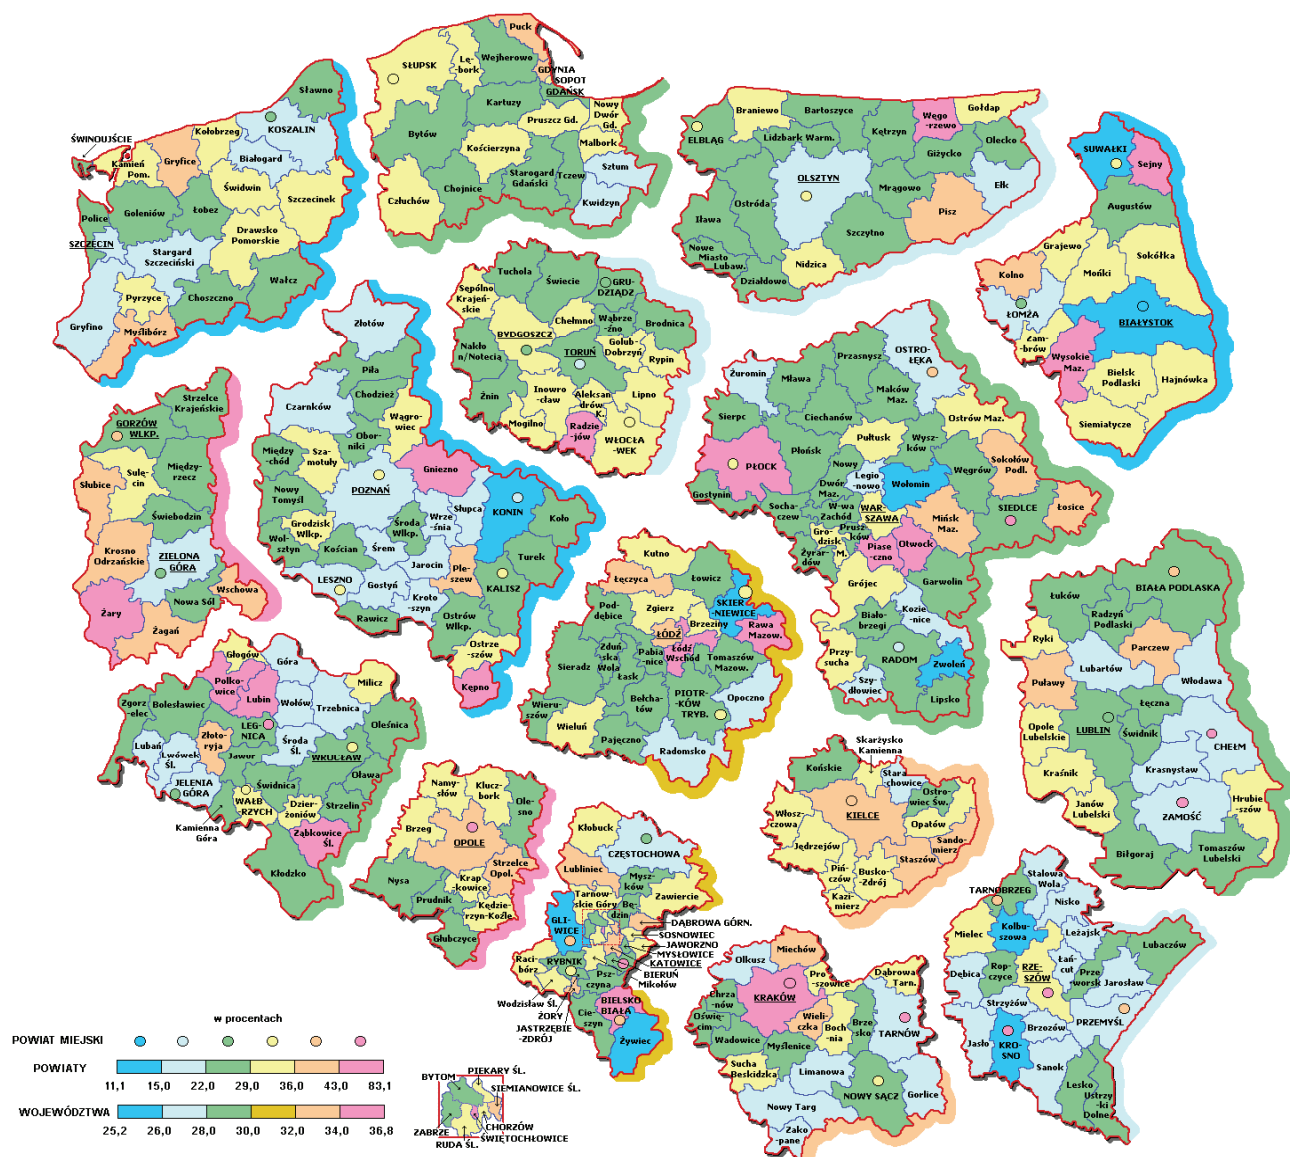 Sławno
KOSZALIN
ŚWINOUJŚCIE
Kołobrzeg
Kamień
Pom.
Gryfice
Białogard
Świdwin
Szczecinek
Police
Goleniów
Łobez
Drawsko
Pomorskie
SZCZECIN
Stargard
Szczeciński
Wałcz
Pyrzyce
Choszczno
Gryfino
Myślibórz
Puck
SŁUPSK
Lę-
bork
Wejherowo
GDYNIA
SOPOT
GDAŃSK
Kartuzy
Nowy
Dwór
Gd.
Pruszcz Gd.
Bytów
Malbork
Kościerzyna
Sztum
Starogard
Gdański
Tczew
Chojnice
Człuchów
Kwidzyn
Braniewo
Bartoszyce
Węgo
-rzewo
Gołdap
ELBLĄG
Lidzbark Warm.
Kętrzyn
Olecko
Giżycko
OLSZTYN
Mrągowo
Ełk
Ostróda
Pisz
Iława
Szczytno
Nowe
Miasto
Lubaw.
Nidzica
Działdowo
SUWAŁKI
Sejny
Augustów
Grajewo
Sokółka
Mońki
Kolno
ŁOMŻA
BIAŁYSTOK
Zam-
brów
Wysokie
Maz.
Bielsk
Podlaski
Hajnówka
Siemiatycze
Tuchola
Świecie
GRU-
DZIĄDZ
Sępólno
Krajeń-
skie
Chełmno
Wąbrze
-źno
Brodnica
BYDGOSZCZ
Golub
Dobrzyń
Nakło
n/Notecią
TORUŃ
Rypin
Inowro
-cław
Aleksan
-drów
K.
Lipno
Żnin
Mogilno
Radzie
-jów
WŁOCŁA
-WEK
Złotów
Piła
Chodzież
Czarnków
Wągro-
wiec
Obor-
niki
Między
-chód
Sza-
motuły
Gniezno
POZNAŃ
Nowy
Tomyśl
Słupca
KONIN
Wrze
-śnia
Grodzisk
Wlkp.
Środa
Wlkp.
Koło
Wol-
sztyn
Kościan
Śrem
Turek
Jarocin
Ple-
szew
LESZNO
Gostyń
KALISZ
Kroto-
szyn
Rawicz
Ostrów
Wlkp.
Ostrze
-szów
Kępno
Strzelce
Krajeńskie
GORZÓW
WLKP.
Sulę-
cin
Między-
rzecz
Słubice
Świebodzin
Krosno
Odrzańskie
ZIELONA
GÓRA
Wschowa
Nowa Sól
Żary
Żagań
OSTRO-
ŁĘKA
Przasnysz
Żuromin
Mława
Maków
Maz.
Sierpc
Ciechanów
Ostrów Maz.
Pułtusk
Wysz-
ków
Płońsk
Sokołów
Podl.
PŁOCK
Nowy
Dwór
Maz.
Legio
-nowo
Wołomin
Węgrów
Gostynin
Socha-
czew
W-wa
Zachód
WAR-
SZAWA
Mińsk
Maz.
SIEDLCE
Łosice
Gro-
dzisk
M.
Prusz
ków
Żyrar-
dów
Piase-
czno
Otwock
Grójec
Garwolin
Biało-
brzegi
Kozie-
nice
Przy-
sucha
RADOM
Zwoleń
Szy-
dłowiec
Lipsko
Kutno
Łęczyca
Łowicz
Pod-
dębice
Zgierz
SKIER-
NIEWICE
Brzeziny
Rawa
Mazow.
ŁÓDŹ
Łódź
Wschód
Zduń
ska
Wola
Pabia-
nice
Sieradz
Tomaszów
Mazow.
Łask
Wieru-
szów
Bełcha-
tów
PIOTR-
KÓW
TRYB.
Opoczno
Wieluń
Pajęczno
Radomsko
BIAŁA PODLASKA
Łuków
Radzyń
Podlaski
Ryki
Parczew
Lubartów
Włodawa
Puławy
Łęczna
LUBLIN
Opole
Lubelskie
Świdnik
CHEŁM
Kraśnik
Krasnystaw
Janów
Lubelski
ZAMOŚĆ
Hrubie-
szów
Biłgoraj
Tomaszów
Lubelski
Głogów
Góra
Milicz
Polko-
wice
Lubin
Zgorz
-elec
Bolesławiec
Wołów
Trzebnica
Oleśnica
LEG-
NICA
Złoto-
ryja
Środa
Śl.
WROCŁAW
Lubań
Lwówek
Śl.
Jawor
Oława
JELENIA
GÓRA
Świdnica
WAŁB
-RZYCH
Dzier-
żoniów
Strzelin
Kamienna
Góra
Ząbkowice
Śl.
Kłodzko
Namy-
słów
Klucz-
bork
Ole-
sno
Brzeg
OPOLE
Strzelce
Opol.
Nysa
Krap
-kowice
Prudnik
Kędzie-
rzyn-Koźle
Głubczyce
Skarżysko
Kamienna
Końskie
Stara
chowice
Ostro-
wiec Św.
Włosz-
czowa
KIELCE
Opatów
Sando-
mierz
Jędrzejów
Staszów
Piń-
czów
Busko-
-Zdrój
Kazi-
mierz
Kłobuck
CZĘSTOCHOWA
Lubliniec
Mysz-
ków
Zawiercie
Tarnow-
skie Góry
Bę-
dzin
GLI-
WICE
DĄBROWA GÓRN.
SOSNOWIEC
JAWORZNO
MYSŁOWICE
KATOWICE
BIERUŃ
Mikołów
Raci-
bórz
RYBNIK
Psz-
czyna
Wodzisław Śl.
ŻORY
JASTRZĘBIE
-ZDRÓJ
BIELSKO
BIAŁA
Cie-
szyn
Żywiec
Miechów
Olkusz
Pro-
szowice
Dąbrowa
Tarn.
Chrza
nów
KRAKÓW
Wieli-
czka
TARNÓW
Oświę-
cim
Boch
-nia
Brze-
sko
Wadowice
Myślenice
Sucha
Beskidzka
Limanowa
NOWY SĄCZ
Gorlice
Nowy Targ
Zako
-pane
TARNOBRZEG
Stalowa
Wola
Nisko
Mielec
Kolbu-
szowa
Leżajsk
Lubaczów
RZE-
SZÓW
Łań-
cut
Dębica
Rop-
czyce
Prze
worsk
Jarosław
Strzyżów
PRZEMYŚL
Brzozów
Jasło
KRO-
SNO
Sanok
Lesko
Ustrzy-
ki
Dolne
w procentach
POWIAT MIEJSKI
POWIATY
11,1 15,0 22,0 29,0 36,0 43,0 83,1
WOJEWÓDZTWA
25,2 26,0 28,0 30,0 32,0 34,0 36,8
BYTOM
PIEKARY ŚL.
SIEMIANOWICE ŚL.
CHORZÓW
ŚWIĘTOCHŁOWICE
ZABRZE
RUDA ŚL.